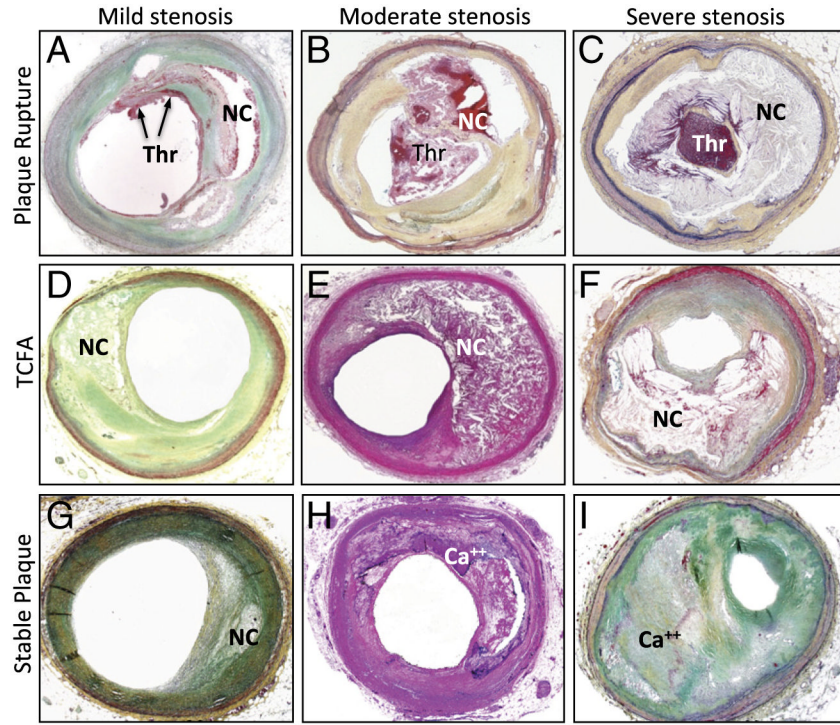 Mild stenosis Moderate stenosis Severe stenosis
Plaque Rupture
A
NC
Thr
B
NC
Thr
C
NC
Thr
TCFA
D
NC
E
NC
F
NC
Stable Plaque
G
NC
H
Ca⁺⁺
I
Ca⁺⁺